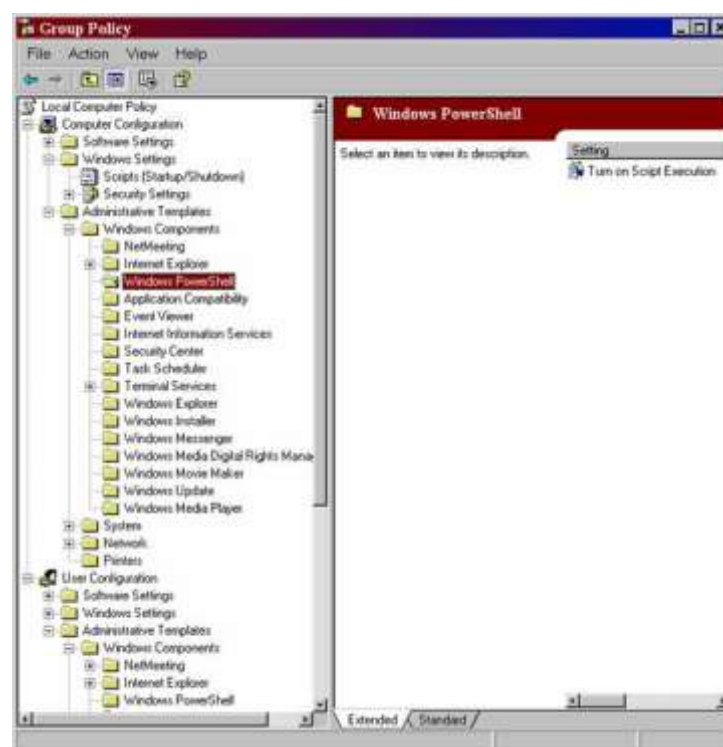 Group Policy
File Action View Help
Local Computer Policy
Computer Configuration
Software Settings
Windows Settings
Scripts (Startup/Shutdown)
Security Settings
Administrative Templates
Windows Components
NetMeeting
Internet Explorer
Windows PowerShell
Application Compatibility
Event Viewer
Internet Information Services
Security Center
Task Scheduler
Terminal Services
Windows Explorer
Windows Installer
Windows Messenger
Windows Media Digital Rights Mana
Windows Movie Maker
Windows Update
Windows Media Player
System
Network
Printers
User Configuration
Software Settings
Windows Settings
Administrative Templates
Windows Components
NetMeeting
Internet Explorer
Windows PowerShell
Windows PowerShell
Select an item to view its description.
Setting
Turn on Script Execution
Extended Standard